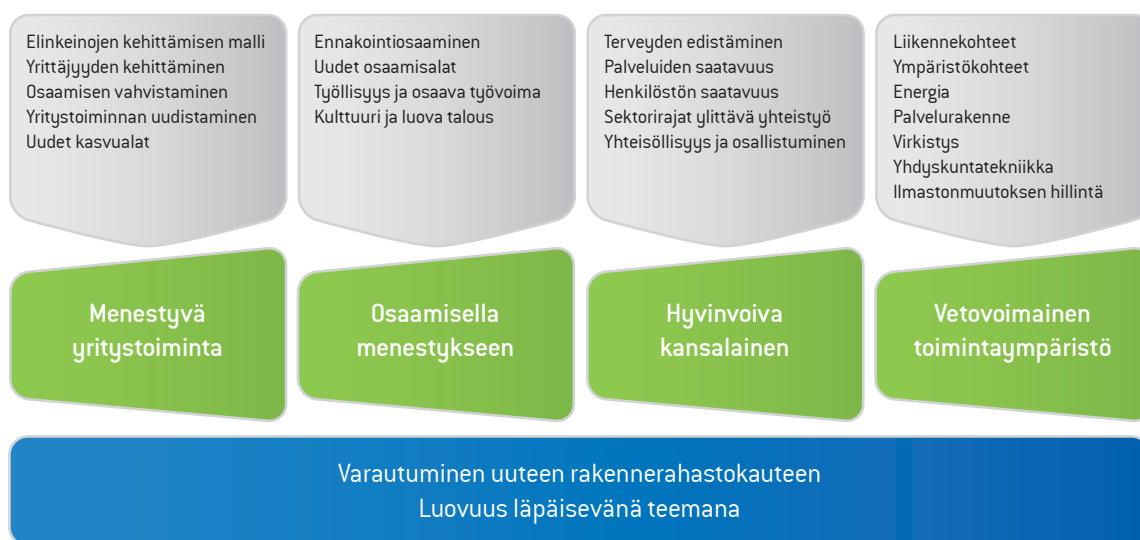 Elinkeinojen kehittämisen malli
Yrittäjyyden kehittäminen
Osaamisen vahvistaminen
Yritystoiminnan uudistaminen
Uudet kasvualat
Ennakointiosaaminen
Uudet osaamisalat
Työllisyys ja osaava työvoima
Kulttuuri ja luova talous
Terveyden edistäminen
Palveluiden saatavuus
Henkilöstön saatavuus
Sektorirajat ylittävä yhteistyö
Yhteisöllisyys ja osallistuminen
Liikennekohteet
Ympäristökohteet
Energia
Palvelurakenne
Virkistys
Yhdyskuntatekniikka
Ilmastonmuutoksen hillintä
Menestyvä
yritystoiminta
Osaamisella
menestykseen
Hyvinvoiva
kansalainen
Vetovoimainen
toimintaympäristö
Varautuminen uuteen rakennerahastokauteen
Luovuus läpäisevänä teemana